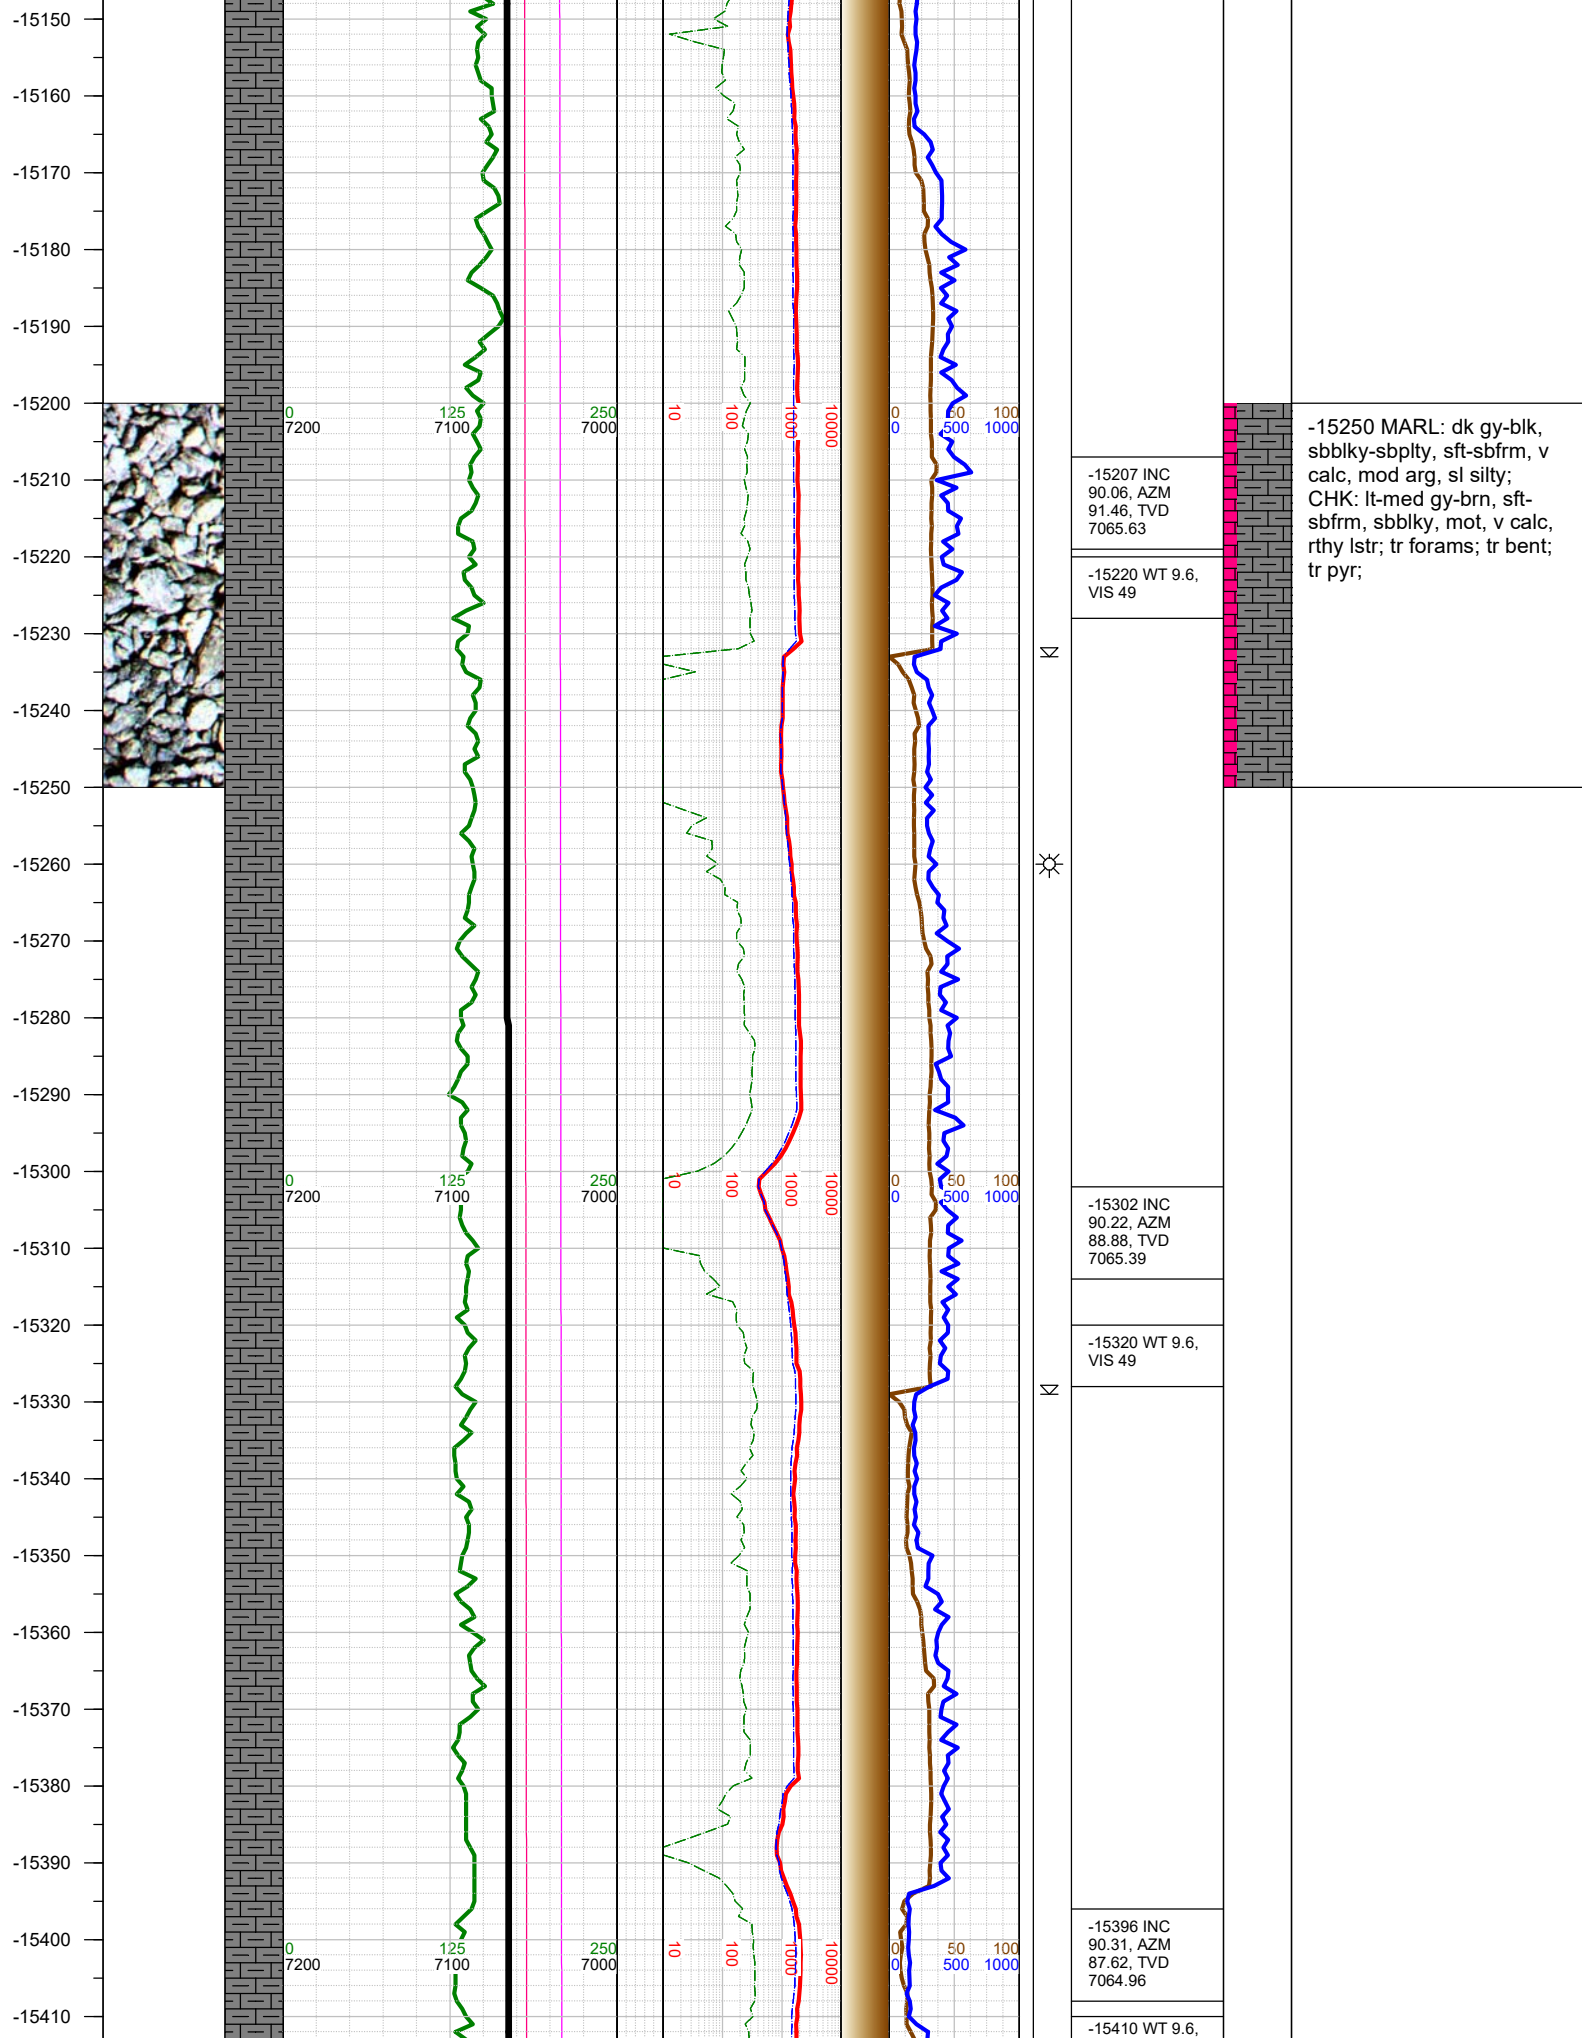 -15150
-15160
-15170
-15180
-15190
-15200
0 125 250
7200 7100 7000
10 100 1000 10000
0 50 100
0 500 1000
-15250 MARL: dk gy-blk,
sbblky-sbplty, sft-sbfrm, v
calc, mod arg, sl silty;
CHK: lt-med gy-brn, sft-
sbfrm, sbblky, mot, v calc,
rthy lstr; tr forams; tr bent;
tr pyr;
-15207 INC
90.06, AZM
91.46, TVD
7065.63
-15210
-15220
-15220 WT 9.6,
VIS 49
-15230
-15240
-15250
-15260
-15270
-15280
-15290
-15300
0 125 250
7200 7100 7000
10 100 1000 10000
0 50 100
0 500 1000
-15302 INC
90.22, AZM
88.88, TVD
7065.39
-15310
-15320
-15320 WT 9.6,
VIS 49
-15330
-15340
-15350
-15360
-15370
-15380
-15390
-15396 INC
90.31, AZM
87.62, TVD
7064.96
-15400
0 125 250
7200 7100 7000
10 100 1000 10000
0 50 100
0 500 1000
-15410
-15410 WT 9.6,